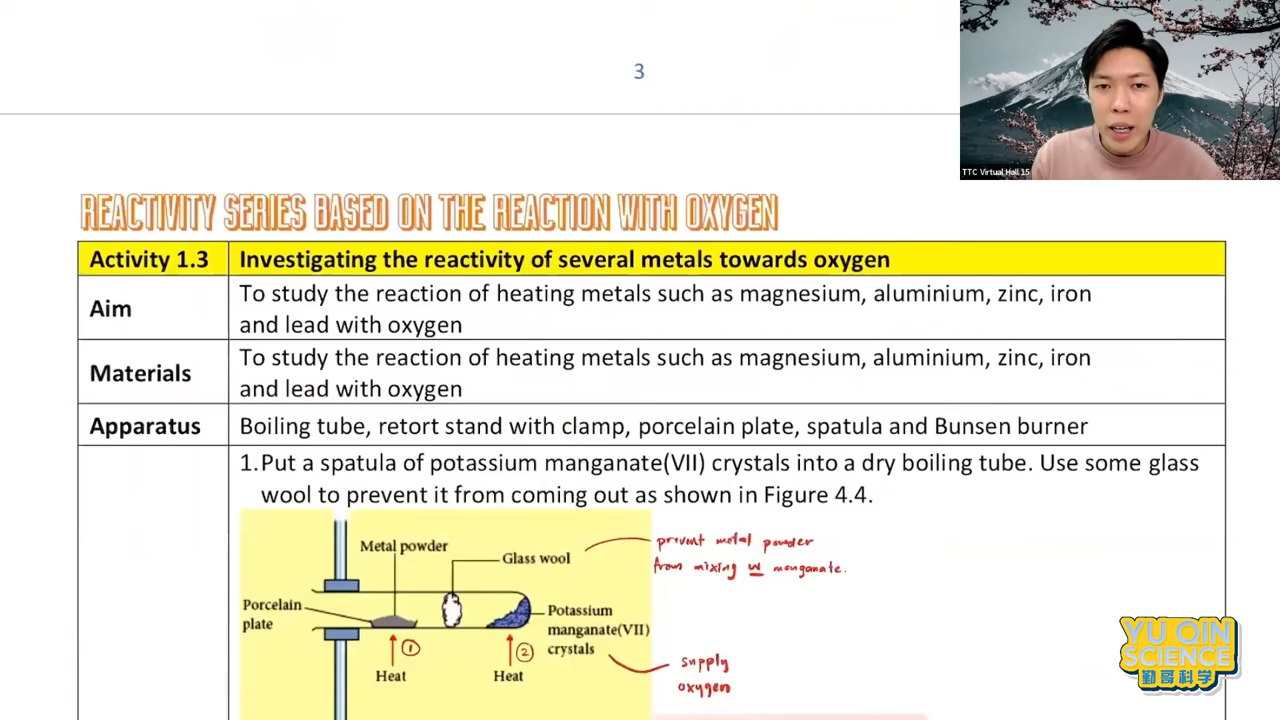 3
TTC Virtual Hall 15
REACTIVITY SERIES BASED ON THE REACTION WITH OXYGEN
Activity 1.3
Investigating the reactivity of several metals towards oxygen
Aim
To study the reaction of heating metals such as magnesium, aluminium, zinc, iron
and lead with oxygen
Materials
To study the reaction of heating metals such as magnesium, aluminium, zinc, iron
and lead with oxygen
Apparatus
Boiling tube, retort stand with clamp, porcelain plate, spatula and Bunsen burner
1. Put a spatula of potassium manganate(VII) crystals into a dry boiling tube. Use some glass
wool to prevent it from coming out as shown in Figure 4.4.
Metal powder
Glass wool
prevent metal powder
from mixing w manganate.
Porcelain
plate
Potassium
manganate(VII)
crystals
① 
②
Heat
Heat
supply
oxygen
YU QIN
SCIENCE
勤哥科学